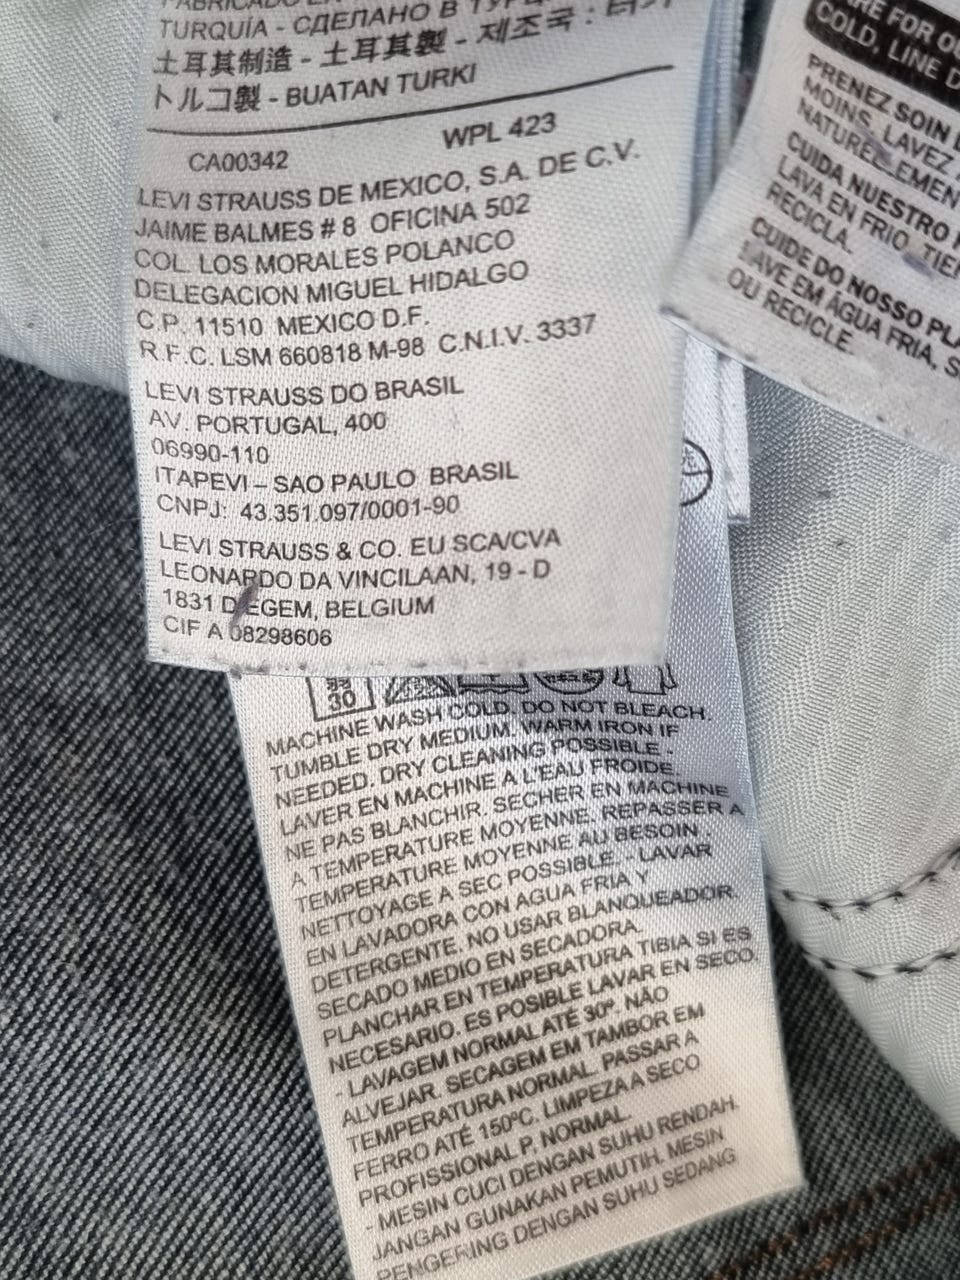 FABRICADO EN
TURQUÍA - СДЕЛАНО В
土耳其制造 - 土耳其製 - 제조국 : 터키
トルコ製 - BUATAN TURKI
CA00342 WPL 423
LEVI STRAUSS DE MEXICO, S.A. DE C.V.
JAIME BALMES # 8 OFICINA 502
COL. LOS MORALES POLANCO
DELEGACION MIGUEL HIDALGO
C.P. 11510 MEXICO D.F.
R.F.C. LSM 660818 M-98 C.N.I.V. 3337
LEVI STRAUSS DO BRASIL
AV. PORTUGAL, 400
06990-110
ITAPEVI – SAO PAULO BRASIL
CNPJ: 43.351.097/0001-90
LEVI STRAUSS & CO. EU SCA/CVA
LEONARDO DA VINCILAAN, 19 - D
1831 DIEGEM, BELGIUM
CIF A 08298606
30
MACHINE WASH COLD. DO NOT BLEACH.
TUMBLE DRY MEDIUM. WARM IRON IF
NEEDED. DRY CLEANING POSSIBLE -
LAVER EN MACHINE A L'EAU FROIDE.
NE PAS BLANCHIR. SECHER EN MACHINE
A TEMPERATURE MOYENNE. REPASSER A
TEMPERATURE MOYENNE AU BESOIN.
NETTOYAGE A SEC POSSIBLE. - LAVAR
EN LAVADORA CON AGUA FRIA Y
DETERGENTE. NO USAR BLANQUEADOR.
SECADO MEDIO EN SECADORA.
PLANCHAR EN TEMPERATURA TIBIA SI ES
NECESARIO. ES POSIBLE LAVAR EN SECO.
- LAVAGEM NORMAL ATÉ 30º. NÃO
ALVEJAR. SECAGEM EM TAMBOR EM
TEMPERATURA NORMAL. PASSAR A
FERRO ATÉ 150ºC. LIMPEZA A SECO
PROFISSIONAL P, NORMAL.
- MESIN CUCI DENGAN SUHU RENDAH.
JANGAN GUNAKAN PEMUTIH. MESIN
PENGERING DENGAN SUHU SEDANG
FOR
COLD, LINE
PRENEZ SOIN
MOINS, LAVEZ
CUIDA NUESTRO
LAVA EN FRIO,
RECICLA.
CUIDE DO NOSSO
LAVE EM ÁGUA FRIA,
OU RECICLE.